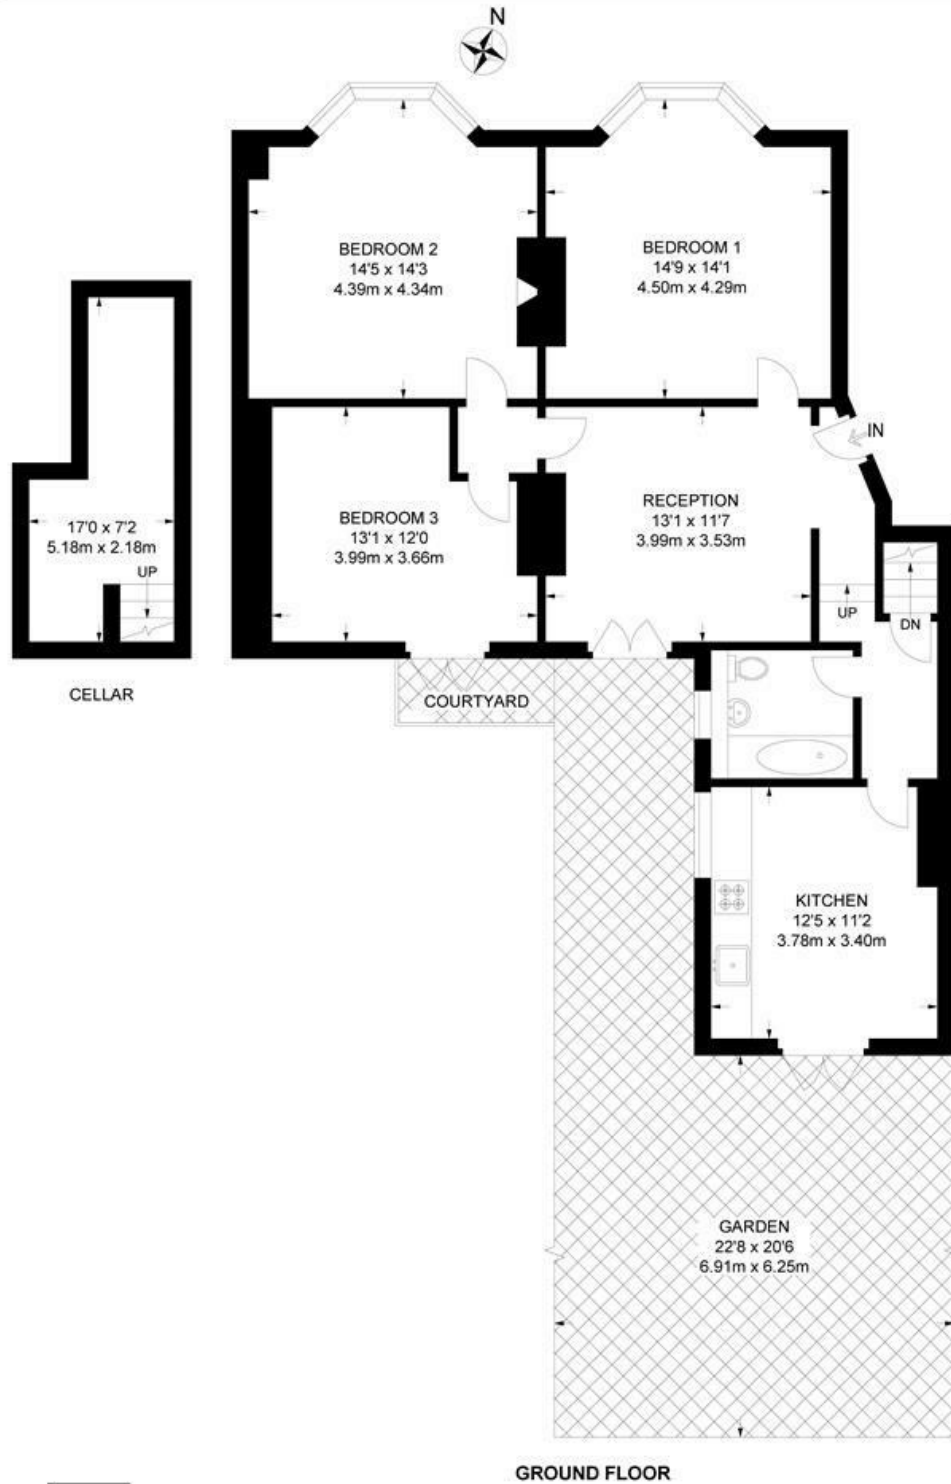 N
BEDROOM 2
14'5 x 14'3
4.39m x 4.34m
BEDROOM 1
14'9 x 14'1
4.50m x 4.29m
IN
17'0 x 7'2
5.18m x 2.18m
UP
CELLAR
BEDROOM 3
13'1 x 12'0
3.99m x 3.66m
RECEPTION
13'1 x 11'7
3.99m x 3.53m
UP
DN
COURTYARD
KITCHEN
12'5 x 11'2
3.78m x 3.40m
GARDEN
22'8 x 20'6
6.91m x 6.25m
GROUND FLOOR